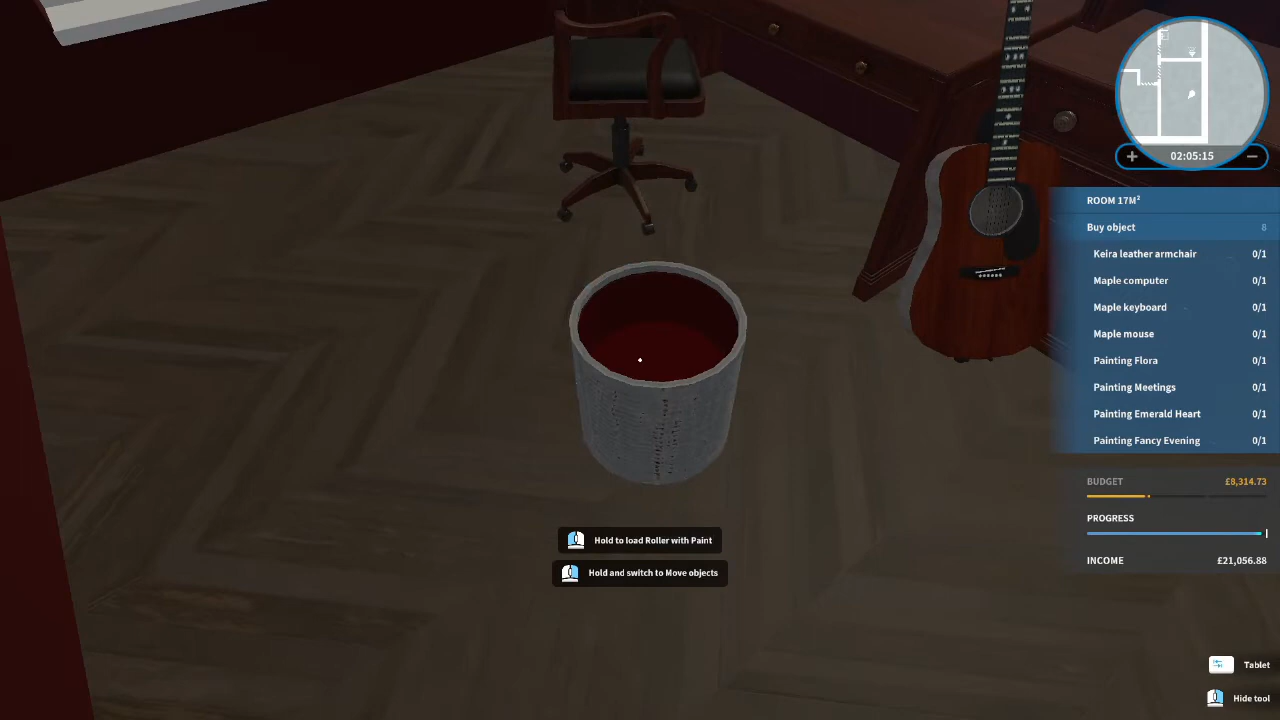 02:05:15
ROOM 17M²
Buy object 8
Keira leather armchair 0/1
Maple computer 0/1
Maple keyboard 0/1
Maple mouse 0/1
Painting Flora 0/1
Painting Meetings 0/1
Painting Emerald Heart 0/1
Painting Fancy Evening 0/1
BUDGET £8,314.73
PROGRESS
INCOME £21,056.88
Hold to load Roller with Paint
Hold and switch to Move objects
Tablet
Hide tool